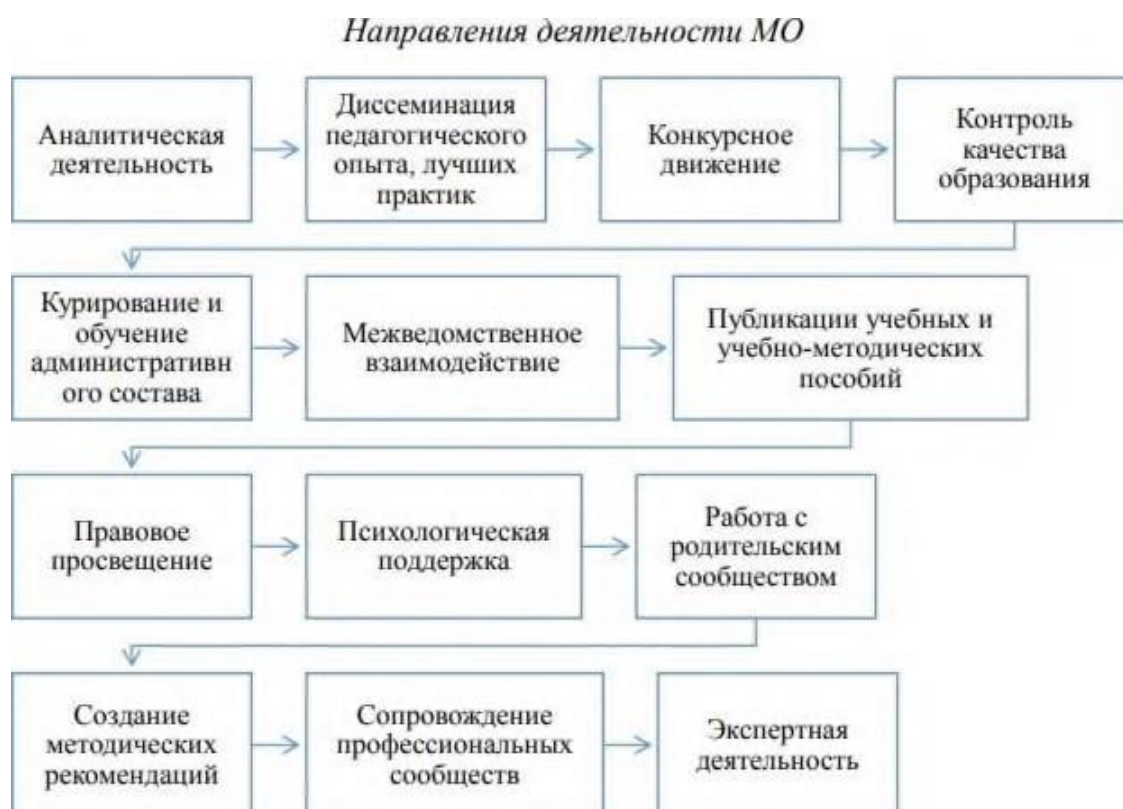 Направления деятельности МО
Аналитическая
деятельность
Диссеминация
педагогического
опыта, лучших
практик
Конкурсное
движение
Контроль
качества
образования
Курирование и
обучение
административн
ого состава
Межведомственное
взаимодействие
Публикации учебных и
учебно-методических
пособий
Правовое
просвещение
Психологическая
поддержка
Работа с
родительским
сообществом
Создание
методических
рекомендаций
Сопровождение
профессиональных
сообществ
Экспертная
деятельность